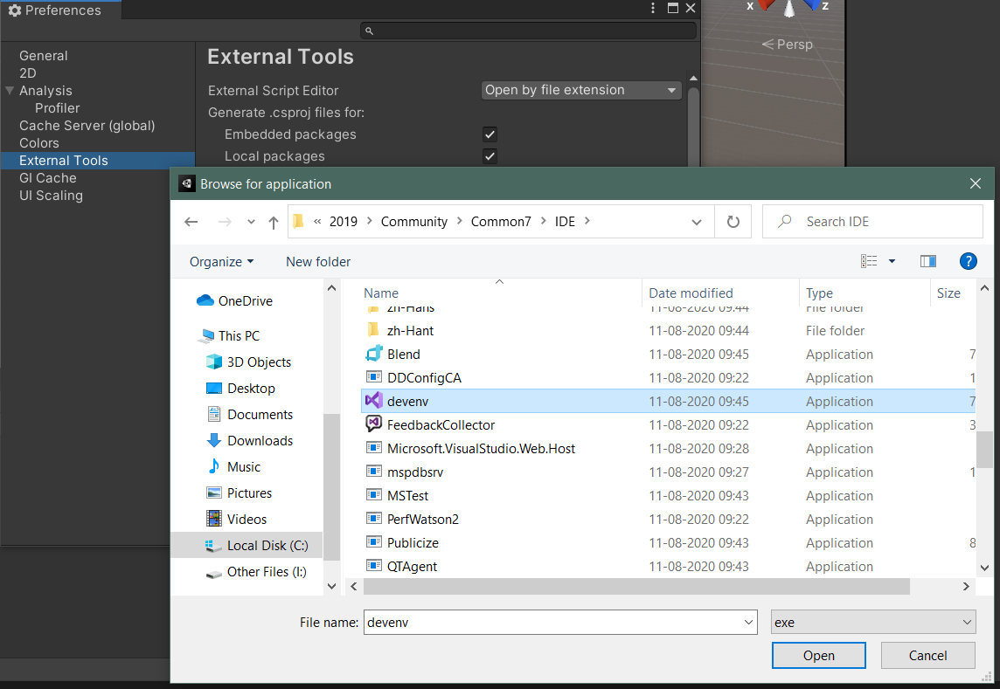 Preferences
X Z
Persp
General
2D
Analysis
Profiler
Cache Server (global)
Colors
External Tools
GI Cache
UI Scaling
External Tools
External Script Editor Open by file extension
Generate .csproj files for:
Embedded packages
Local packages
Browse for application
« 2019 Community Common7 IDE
Search IDE
Organize New folder
?
OneDrive
This PC
3D Objects
Desktop
Documents
Downloads
Music
Pictures
Videos
Local Disk (C:)
Other Files (I:)
Name Date modified Type Size
zh-Hans 11-08-2020 09:44 File folder
zh-Hant 11-08-2020 09:44 File folder
Blend 11-08-2020 09:45 Application 7
DDConfigCA 11-08-2020 09:22 Application 1
devenv 11-08-2020 09:45 Application 7
FeedbackCollector 11-08-2020 09:22 Application 3
Microsoft.VisualStudio.Web.Host 11-08-2020 09:28 Application
mspdbsrv 11-08-2020 09:27 Application 1
MSTest 11-08-2020 09:43 Application
PerfWatson2 11-08-2020 09:22 Application
Publicize 11-08-2020 09:43 Application 8
QTAgent 11-08-2020 09:43 Application
File name: devenv exe
Open Cancel